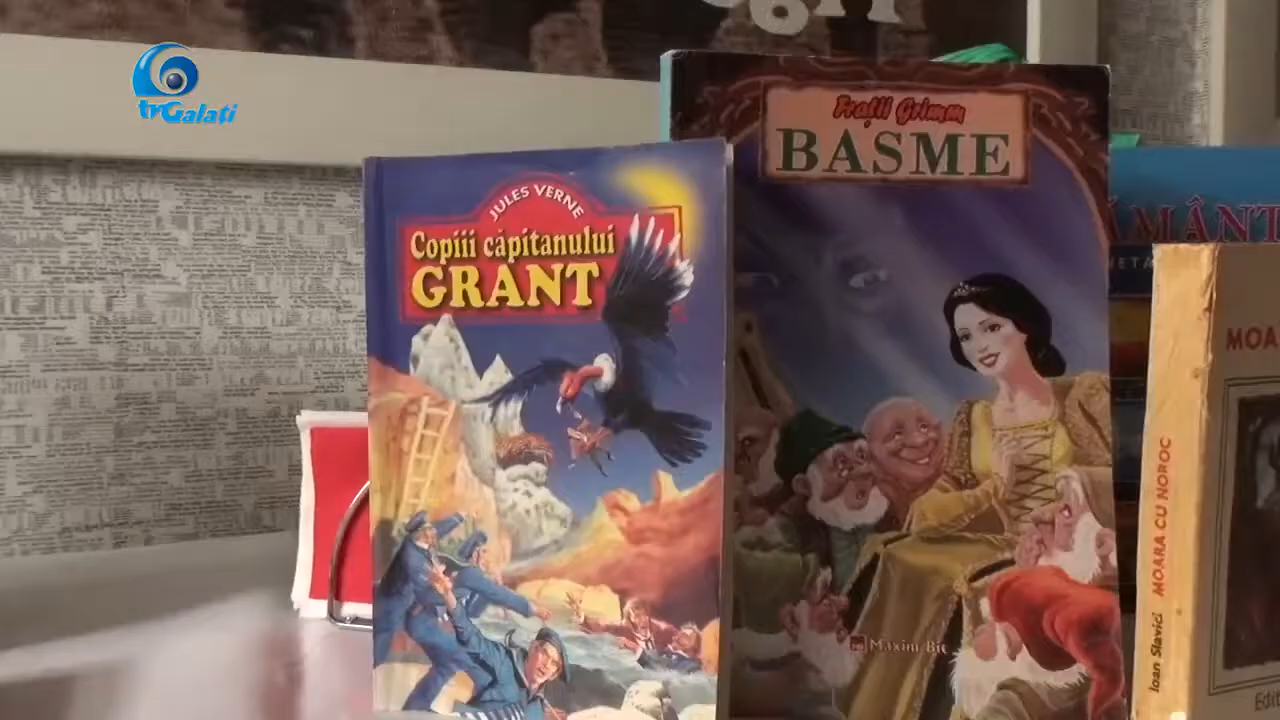 tvGalati
JULES VERNE
Copiii căpitanului
GRANT
Frații Grimm
BASME
Maxim Bit
MOARA CU NOROC
Ioan Slavici